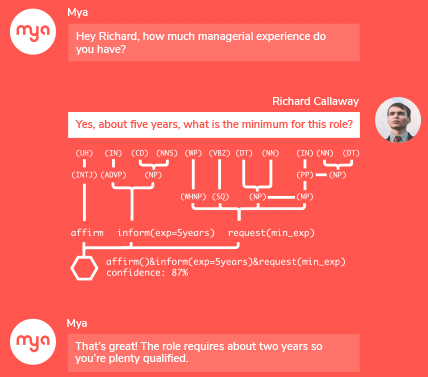 Mya
mya
Hey Richard, how much managerial experience do
you have?
Richard Callaway
Yes, about five years, what is the minimum for this role?
(UH) (IN) (CD) (NNS) (WP) (VBZ) (DT) (NN) (IN) (NN) (DT)
(INTJ) (ADVP) (NP) (PP) (NP)
(WHNP) (SQ) (NP) (NP)
affirm inform(exp=5years) request(min_exp)
affirm()&inform(exp=5years)&request(min_exp)
confidence: 87%
Mya
mya
That's great! The role requires about two years so
you're plenty qualified.